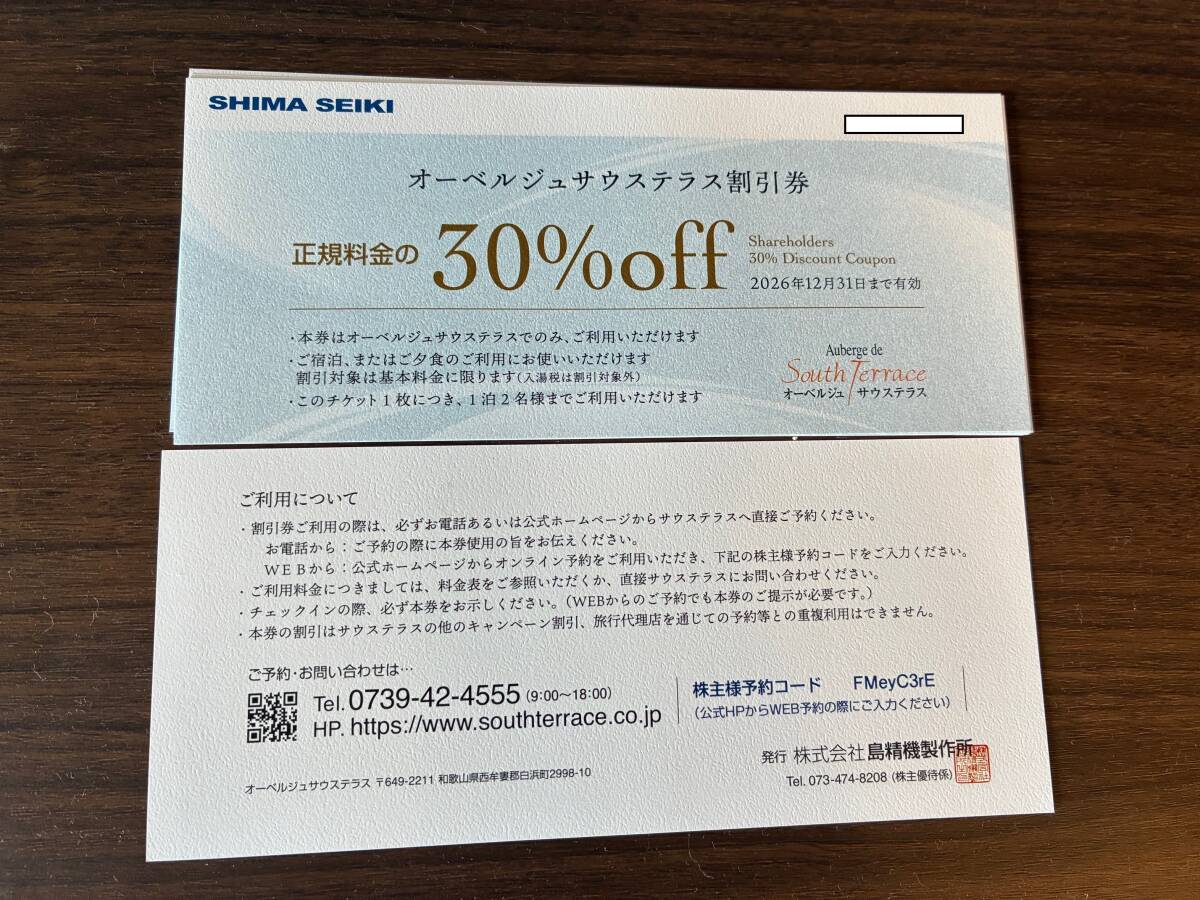 SHIMA SEIKI
オーベルジュサウステラス割引券
正規料金の 30%off
Shareholders
30% Discount Coupon
2026年12月31日まで有効
・本券はオーベルジュサウステラスでのみ、ご利用いただけます
・ご宿泊、またはご夕食のご利用にお使いいただけます
割引対象は基本料金に限ります(入湯税は割引対象外)
・このチケット1枚につき、1泊2名様までご利用いただけます
Auberge de
South Terrace
オーベルジュ サウステラス
ご利用について
・割引券ご利用の際は、必ずお電話あるいは公式ホームページからサウステラスへ直接ご予約ください。
お電話から:ご予約の際に本券使用の旨をお伝えください。
WEBから:公式ホームページからオンライン予約をご利用いただき、下記の株主様予約コードをご入力ください。
・ご利用料金につきましては、料金表をご参照いただくか、直接サウステラスにお問い合わせください。
・チェックインの際、必ず本券をお示しください。(WEBからのご予約でも本券のご提示が必要です。)
・本券の割引はサウステラスの他のキャンペーン割引、旅行代理店を通じての予約等との重複利用はできません。
ご予約・お問い合わせは…
Tel. 0739-42-4555 (9:00~18:00)
HP. https://www.southterrace.co.jp
株主様予約コード FMeyC3rE
(公式HPからWEB予約の際にご入力ください)
オーベルジュサウステラス 〒649-2211 和歌山県西牟婁郡白浜町2998-10
発行 株式会社島精機製作所
Tel. 073-474-8208 (株主優待係)